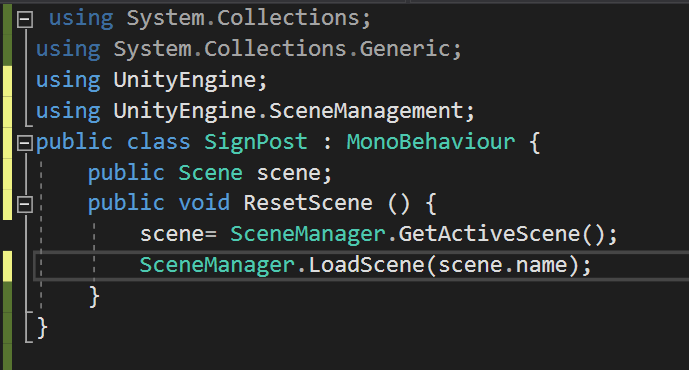 using System.Collections;
using System.Collections.Generic;
using UnityEngine;
using UnityEngine.SceneManagement;
public class SignPost : MonoBehaviour {
public Scene scene;
public void ResetScene () {
scene= SceneManager.GetActiveScene();
SceneManager.LoadScene(scene.name);
}
}